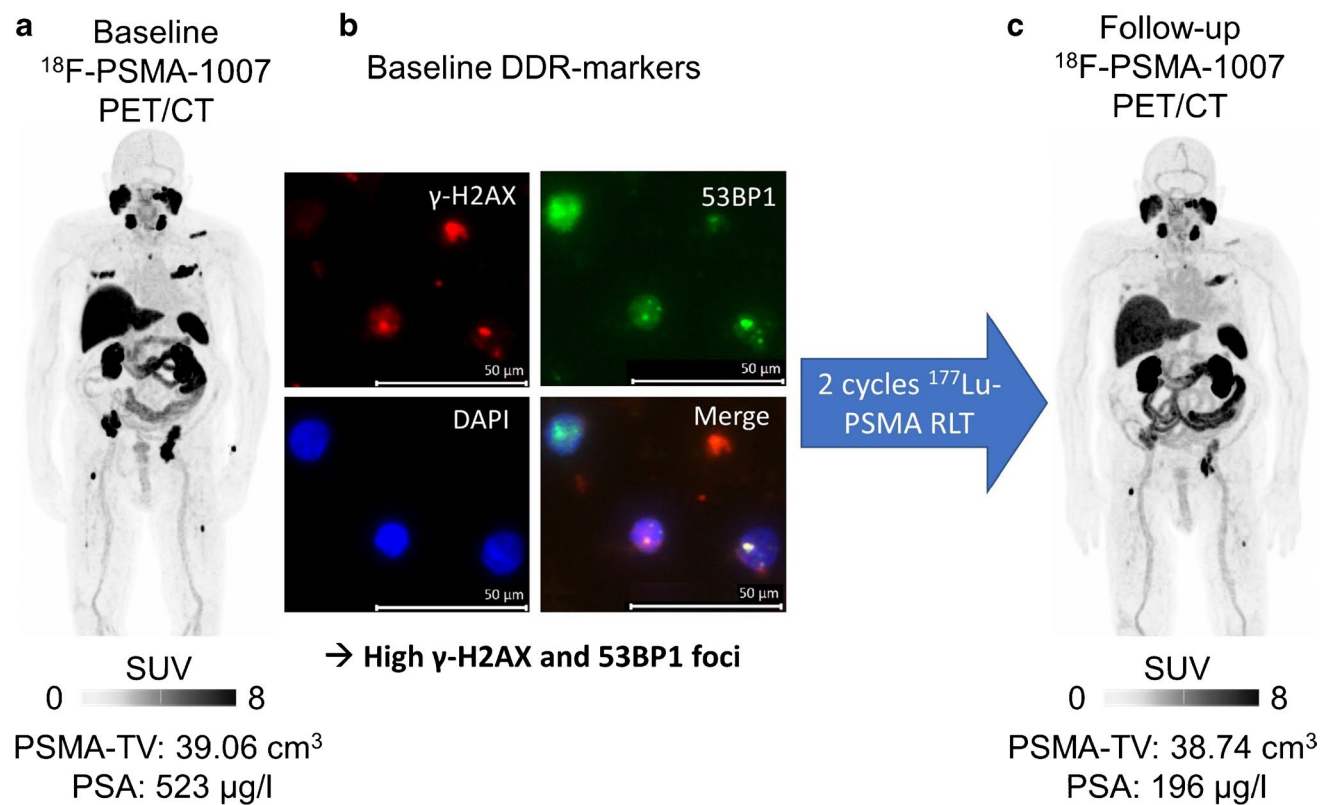 a
Baseline
¹⁸F-PSMA-1007
PET/CT
b
Baseline DDR-markers
γ-H2AX
50 µm
53BP1
50 µm
DAPI
50 µm
Merge
50 µm
→ High γ-H2AX and 53BP1 foci
2 cycles ¹⁷⁷Lu-
PSMA RLT
c
Follow-up
¹⁸F-PSMA-1007
PET/CT
SUV
0 8
PSMA-TV: 39.06 cm³
PSA: 523 µg/l
SUV
0 8
PSMA-TV: 38.74 cm³
PSA: 196 µg/l